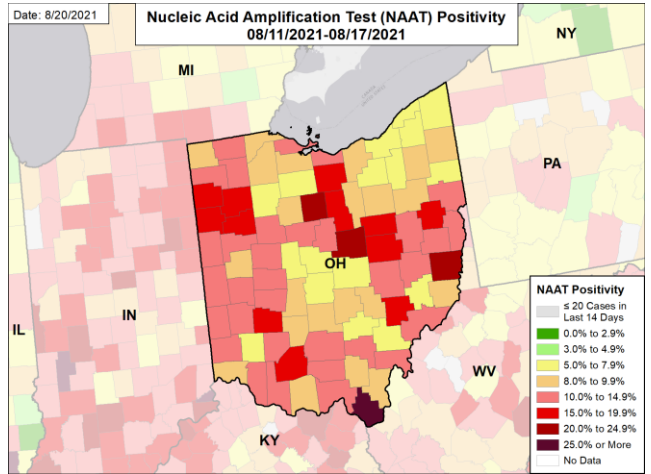 Date: 8/20/2021
Nucleic Acid Amplification Test (NAAT) Positivity
08/11/2021-08/17/2021
NY
MI
PA
OH
IN
IL
WV
KY
NAAT Positivity
≤ 20 Cases in
Last 14 Days
0.0% to 2.9%
3.0% to 4.9%
5.0% to 7.9%
8.0% to 9.9%
10.0% to 14.9%
15.0% to 19.9%
20.0% to 24.9%
25.0% or More
No Data